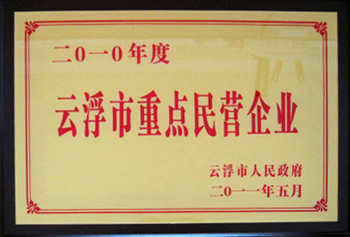 二0一0年度
云浮市重点民营企业
云浮市人民政府
二0一一年五月